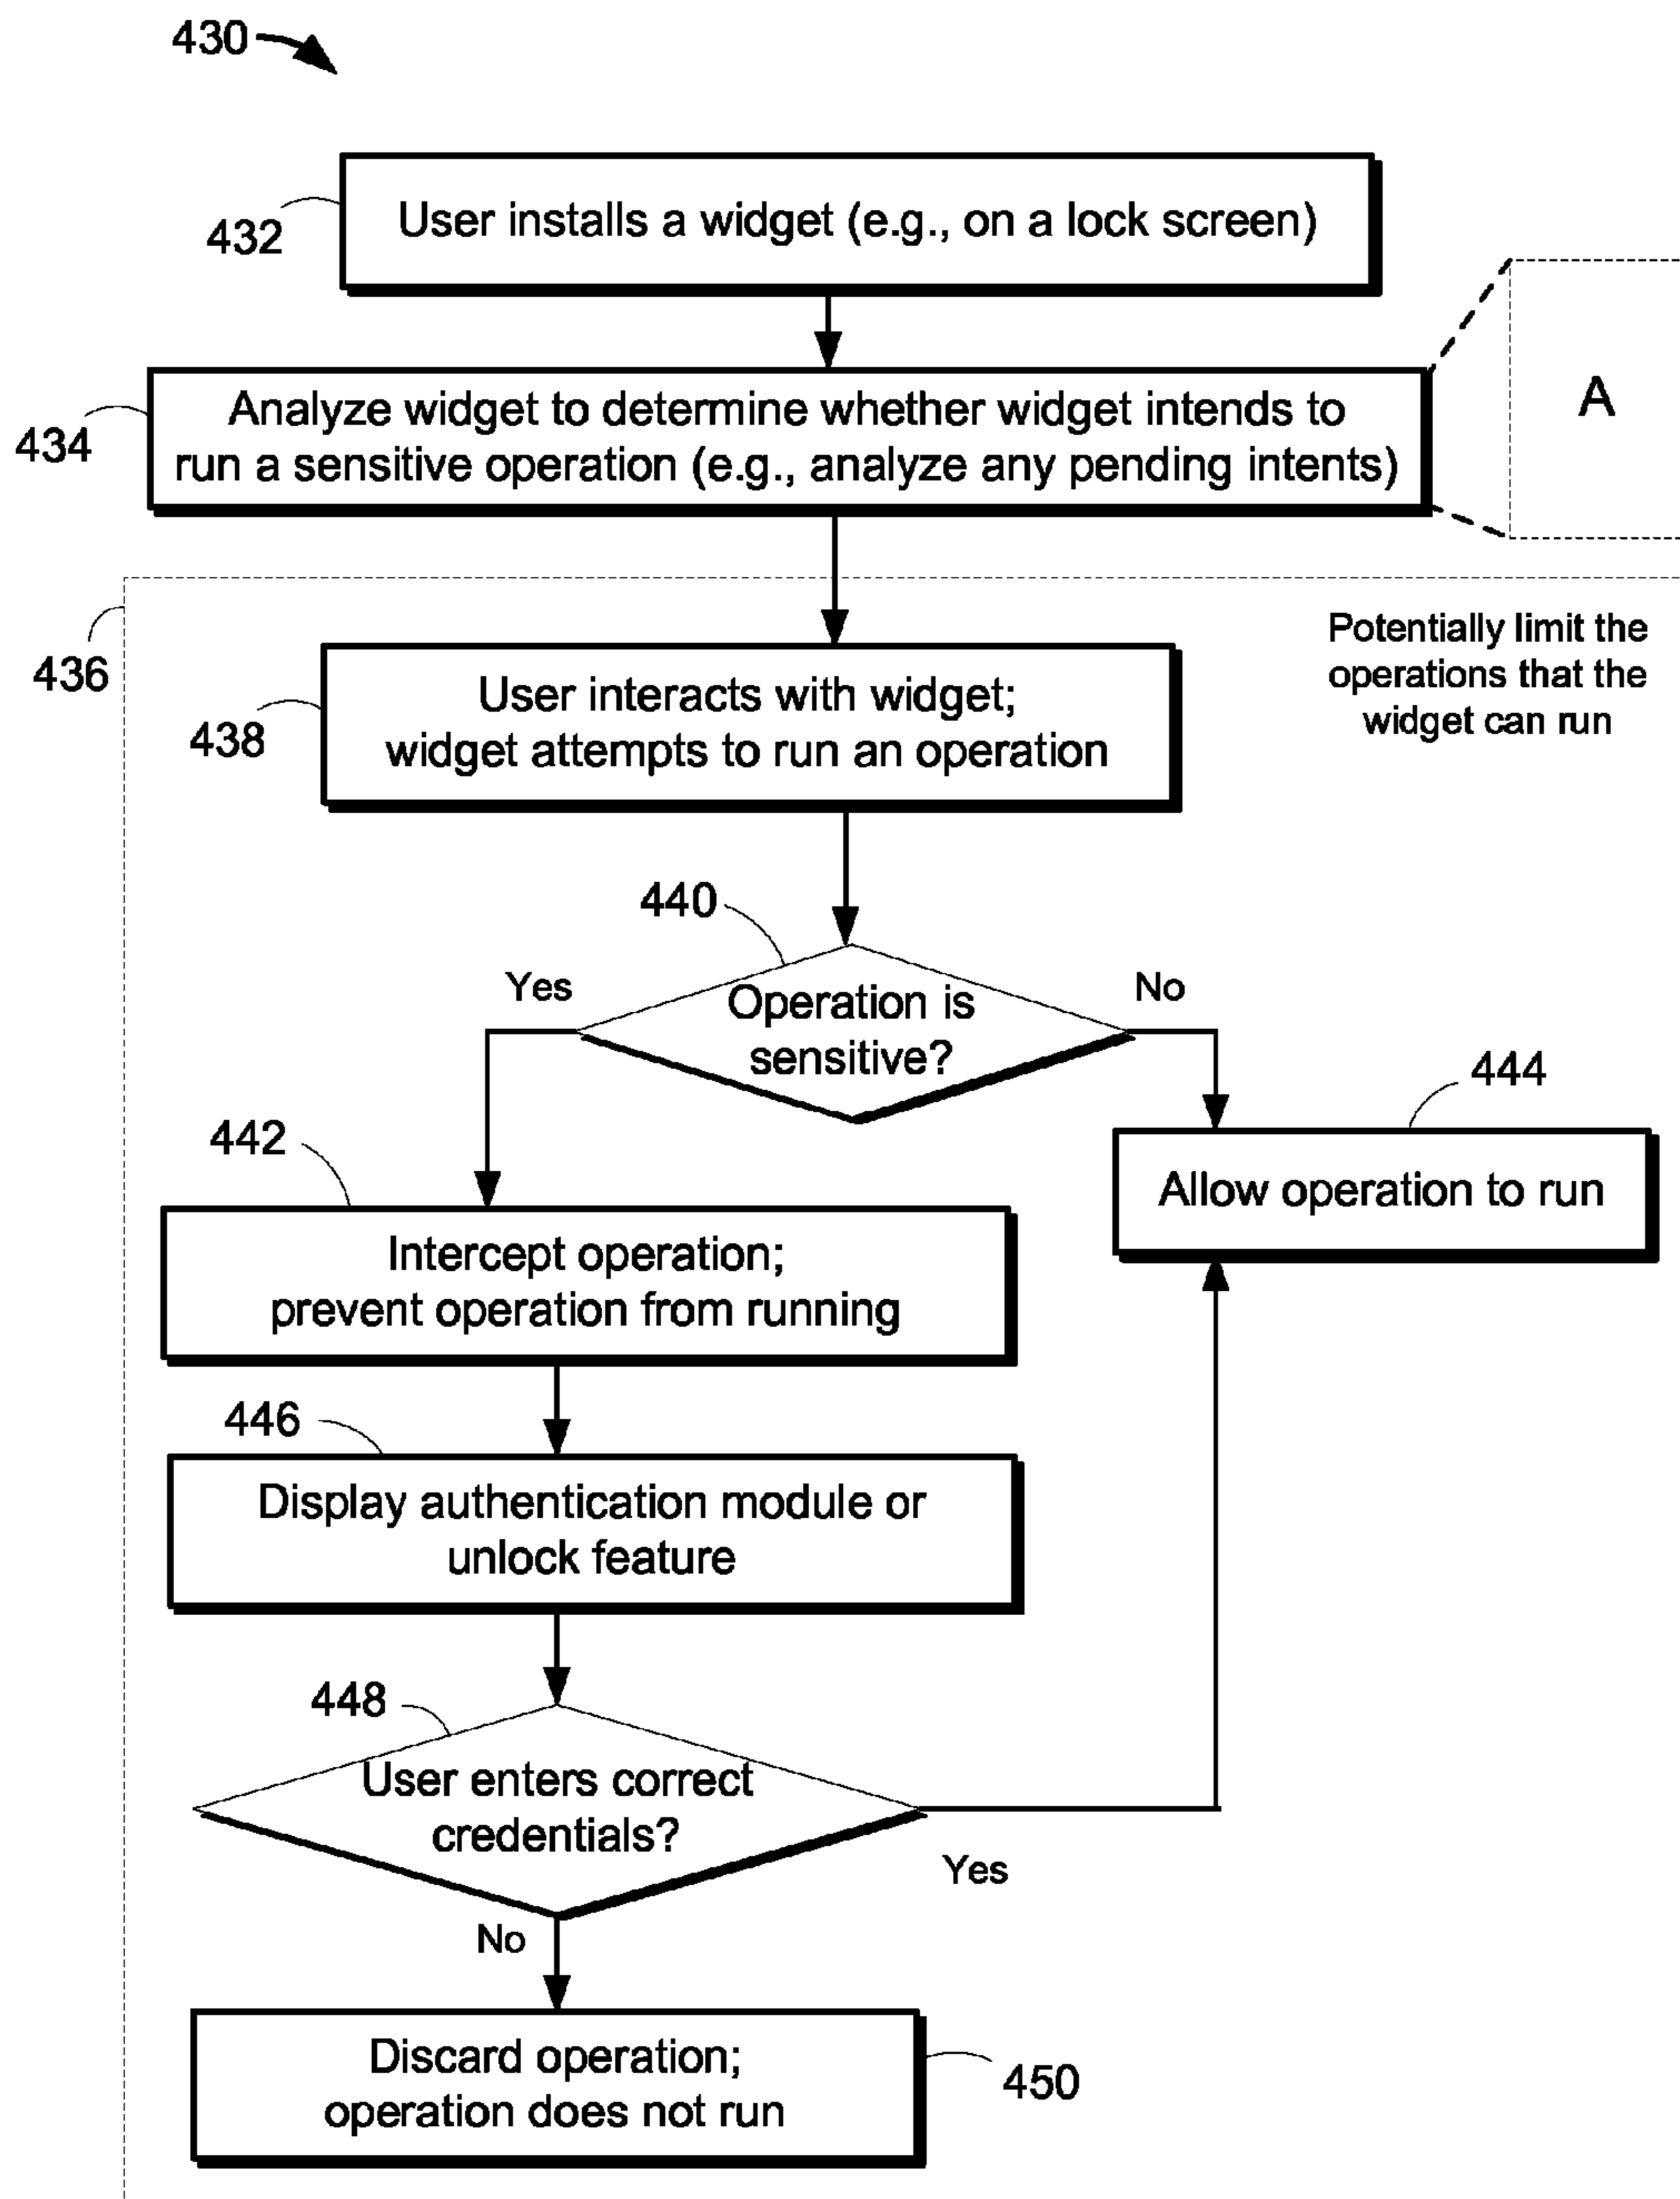 430
432
User installs a widget (e.g., on a lock screen)
434
Analyze widget to determine whether widget intends to
run a sensitive operation (e.g., analyze any pending intents)
A
436
Potentially limit the
operations that the
widget can run
438
User interacts with widget;
widget attempts to run an operation
440
Yes
Operation is
sensitive?
No
444
Allow operation to run
442
Intercept operation;
prevent operation from running
446
Display authentication module or
unlock feature
448
User enters correct
credentials?
Yes
No
Discard operation;
operation does not run
450